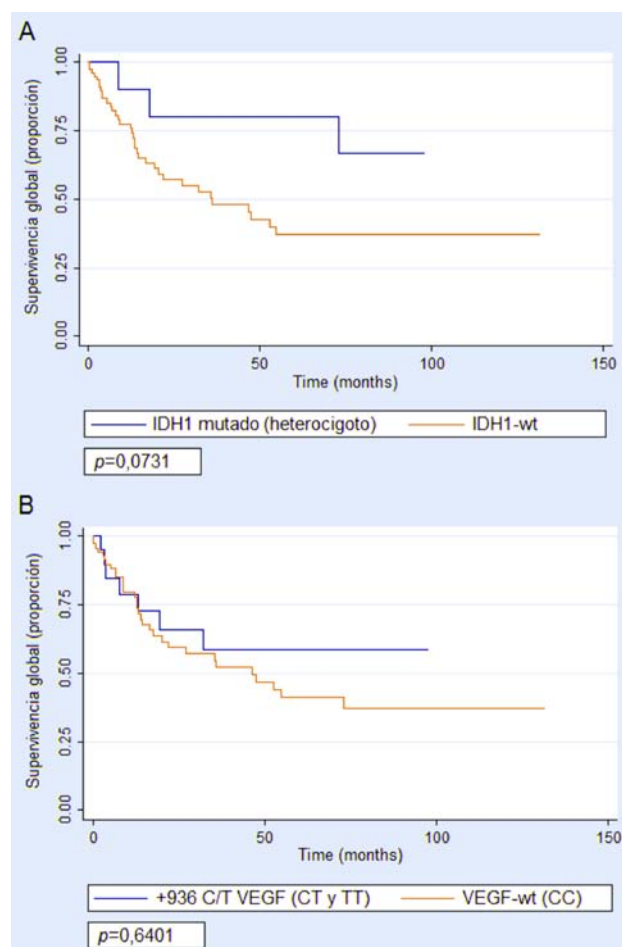 A
Supervivencia global (proporción)
1.00
0.75
0.50
0.25
0.00
0
50
100
150
Time (months)
IDH1 mutado (heterocigoto)
IDH1-wt
p=0,0731
B
Supervivencia global (proporción)
1.00
0.75
0.50
0.25
0.00
0
50
100
150
Time (months)
+936 C/T VEGF (CT y TT)
VEGF-wt (CC)
p=0,6401